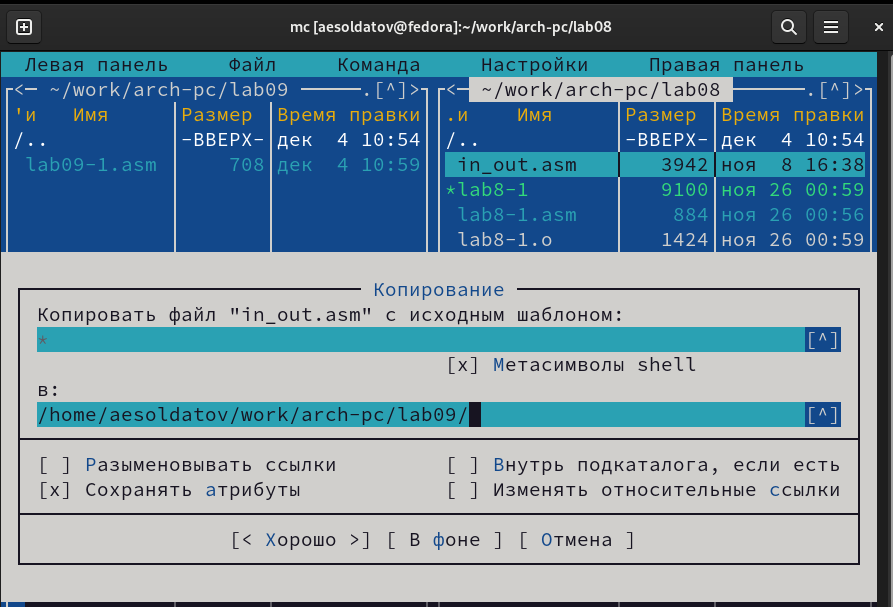 mc [aesoldatov@fedora]:~/work/arch-pc/lab08
Левая панель Файл Команда Настройки Правая панель
<— ~/work/arch-pc/lab09 .[^]> <— ~/work/arch-pc/lab08 .[^]>
'и Имя Размер Время правки .и Имя Размер Время правки
/.. -ВВЕРХ- дек 4 10:54 /.. -ВВЕРХ- дек 4 10:54
lab09-1.asm 708 дек 4 10:59 in_out.asm 3942 ноя 8 16:38
*lab8-1 9100 ноя 26 00:59
lab8-1.asm 884 ноя 26 00:56
lab8-1.o 1424 ноя 26 00:59
Копирование
Копировать файл "in_out.asm" с исходным шаблоном:
* [^]
[x] Метасимволы shell
в:
/home/aesoldatov/work/arch-pc/lab09/ [^]
[ ] Разыменовывать ссылки [ ] Внутрь подкаталога, если есть
[x] Сохранять атрибуты [ ] Изменять относительные ссылки
[< Хорошо >] [ В фоне ] [ Отмена ]